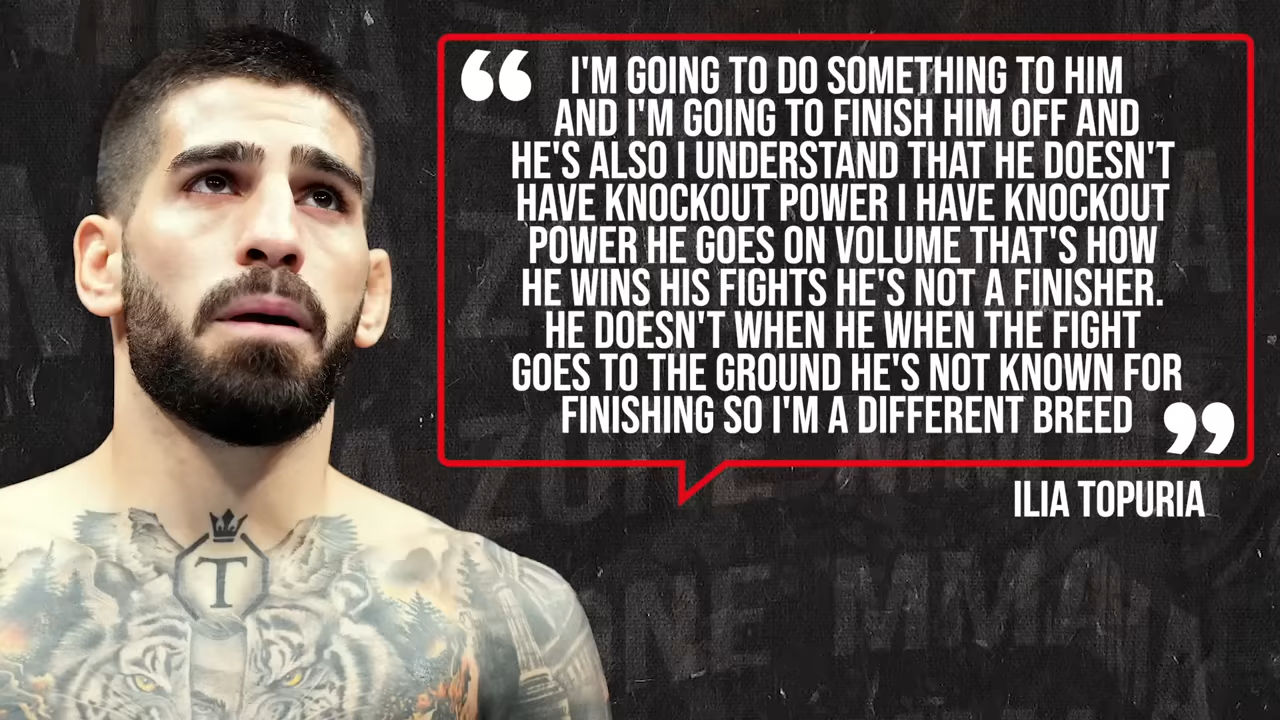 “ I'M GOING TO DO SOMETHING TO HIM
AND I'M GOING TO FINISH HIM OFF AND
HE'S ALSO I UNDERSTAND THAT HE DOESN'T
HAVE KNOCKOUT POWER I HAVE KNOCKOUT
POWER HE GOES ON VOLUME THAT'S HOW
HE WINS HIS FIGHTS HE'S NOT A FINISHER.
HE DOESN'T WHEN HE WHEN THE FIGHT
GOES TO THE GROUND HE'S NOT KNOWN FOR
FINISHING SO I'M A DIFFERENT BREED ”
ILIA TOPURIA
T
ZONE MMA